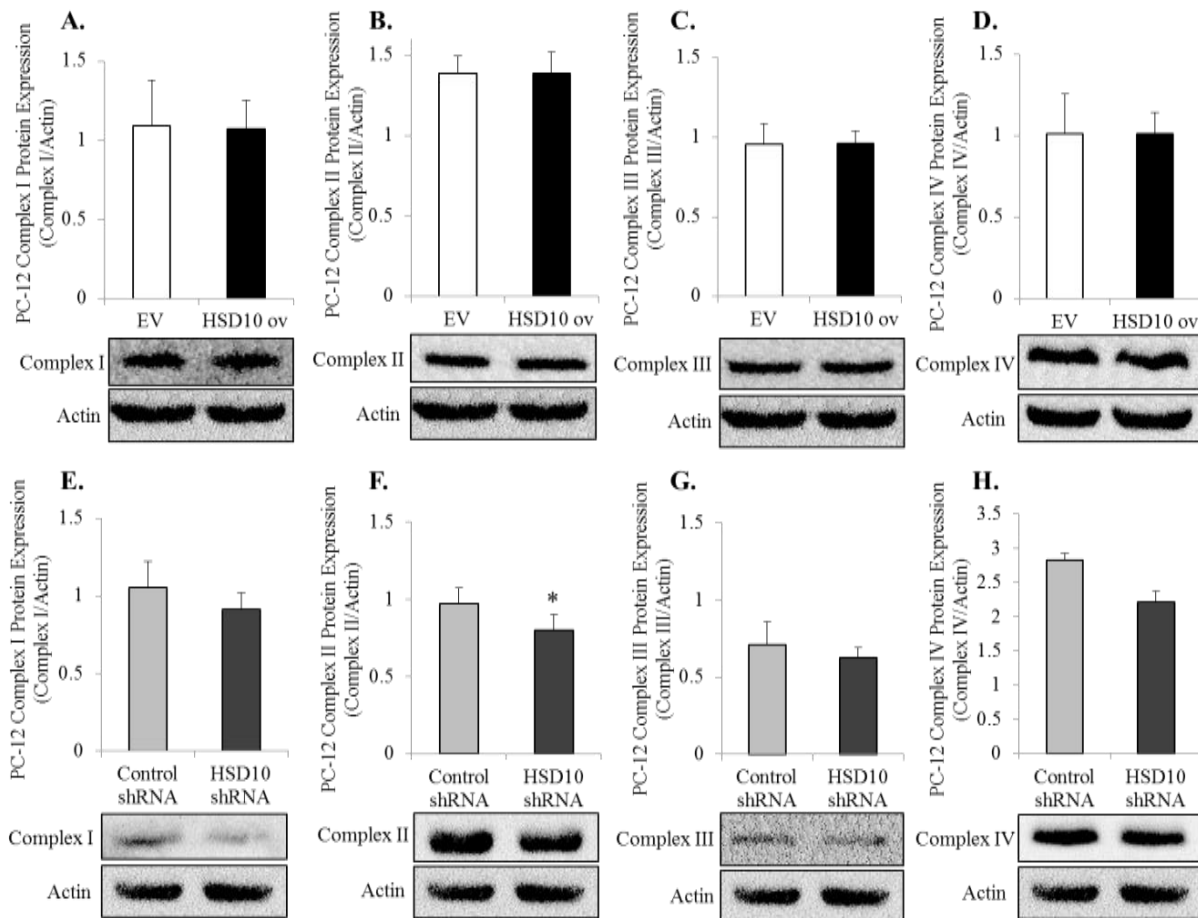 A.
PC-12 Complex I Protein Expression
(Complex I/Actin)
1.5
1
0.5
0
EV HSD10 ov
Complex I
Actin
B.
PC-12 Complex II Protein Expression
(Complex II/Actin)
1.5
1
0.5
0
EV HSD10 ov
Complex II
Actin
C.
PC-12 Complex III Protein Expression
(Complex III/Actin)
1.5
1
0.5
0
EV HSD10 ov
Complex III
Actin
D.
PC-12 Complex IV Protein Expression
(Complex IV/Actin)
1.5
1
0.5
0
EV HSD10 ov
Complex IV
Actin
E.
PC-12 Complex I Protein Expression
(Complex I/Actin)
1.5
1
0.5
0
Control HSD10
shRNA shRNA
Complex I
Actin
F.
PC-12 Complex II Protein Expression
(Complex II/Actin)
1.5
1
0.5
0
*
Control HSD10
shRNA shRNA
Complex II
Actin
G.
PC-12 Complex III Protein Expression
(Complex III/Actin)
1.5
1
0.5
0
Control HSD10
shRNA shRNA
Complex III
Actin
H.
PC-12 Complex IV Protein Expression
(Complex IV/Actin)
3.5
3
2.5
2
1.5
1
0.5
0
Control HSD10
shRNA shRNA
Complex IV
Actin